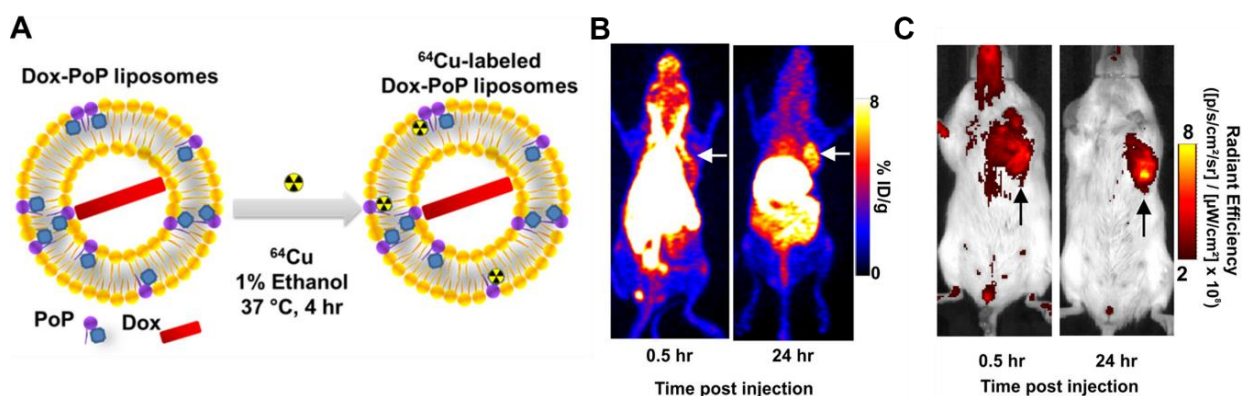 A
Dox-PoP liposomes
⁶⁴Cu-labeled
Dox-PoP liposomes
⁶⁴Cu
1% Ethanol
37 °C, 4 hr
PoP
Dox
B
8
% ID/g
0
0.5 hr
24 hr
Time post injection
C
8
2
Radiant Efficiency
([p/s/cm²/sr] / [µW/cm²] x 10⁸)
0.5 hr
24 hr
Time post injection